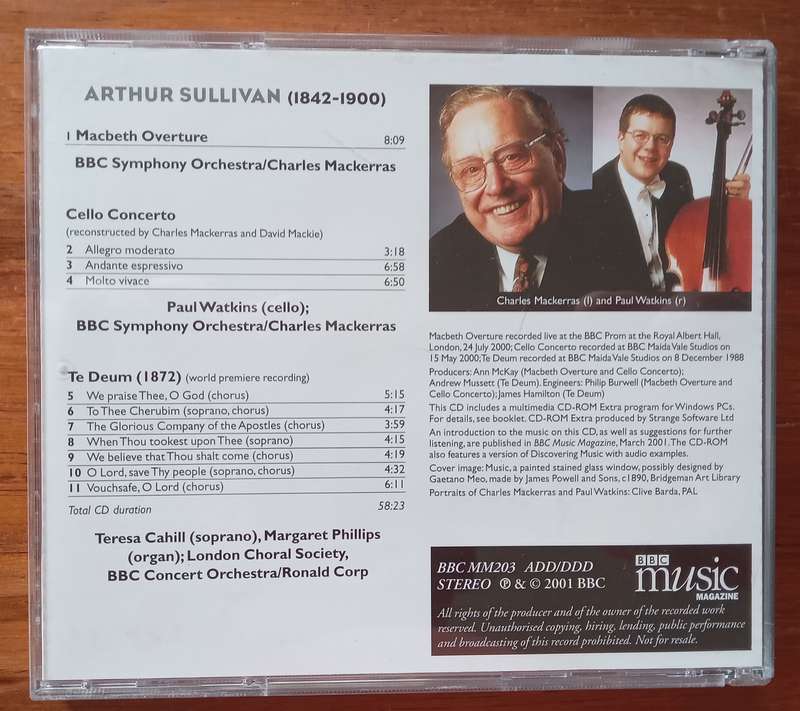 ARTHUR SULLIVAN (1842-1900)
1 Macbeth Overture 8:09
BBC Symphony Orchestra/Charles Mackerras
Cello Concerto
(reconstructed by Charles Mackerras and David Mackie)
2 Allegro moderato 3:18
3 Andante espressivo 6:58
4 Molto vivace 6:50
Paul Watkins (cello);
BBC Symphony Orchestra/Charles Mackerras
Te Deum (1872) (world premiere recording)
5 We praise Thee, O God (chorus) 5:15
6 To Thee Cherubim (soprano, chorus) 4:17
7 The Glorious Company of the Apostles (chorus) 3:59
8 When Thou tookest upon Thee (soprano) 4:15
9 We believe that Thou shalt come (chorus) 4:19
10 O Lord, save Thy people (soprano, chorus) 4:32
11 Vouchsafe, O Lord (chorus) 6:11
Total CD duration 58:23
Teresa Cahill (soprano), Margaret Phillips
(organ); London Choral Society,
BBC Concert Orchestra/Ronald Corp
Charles Mackerras (l) and Paul Watkins (r)
Macbeth Overture recorded live at the BBC Prom at the Royal Albert Hall,
London, 24 July 2000; Cello Concerto recorded at BBC Maida Vale Studios on
15 May 2000; Te Deum recorded at BBC Maida Vale Studios on 8 December 1988
Producers: Ann McKay (Macbeth Overture and Cello Concerto);
Andrew Mussett (Te Deum). Engineers: Philip Burwell (Macbeth Overture and
Cello Concerto); James Hamilton (Te Deum)
This CD includes a multimedia CD-ROM Extra program for Windows PCs.
For details, see booklet. CD-ROM Extra produced by Strange Software Ltd
An introduction to the music on this CD, as well as suggestions for further
listening, are published in BBC Music Magazine, March 2001. The CD-ROM
also features a version of Discovering Music with audio examples.
Cover image: Music, a painted stained glass window, possibly designed by
Gaetano Meo, made by James Powell and Sons, c1890, Bridgeman Art Library
Portraits of Charles Mackerras and Paul Watkins: Clive Barda, PAL
BBC MM203 ADD/DDD
STEREO ℗ & © 2001 BBC
BBC
music
MAGAZINE
All rights of the producer and of the owner of the recorded work
reserved. Unauthorised copying, hiring, lending, public performance
and broadcasting of this record prohibited. Not for resale.